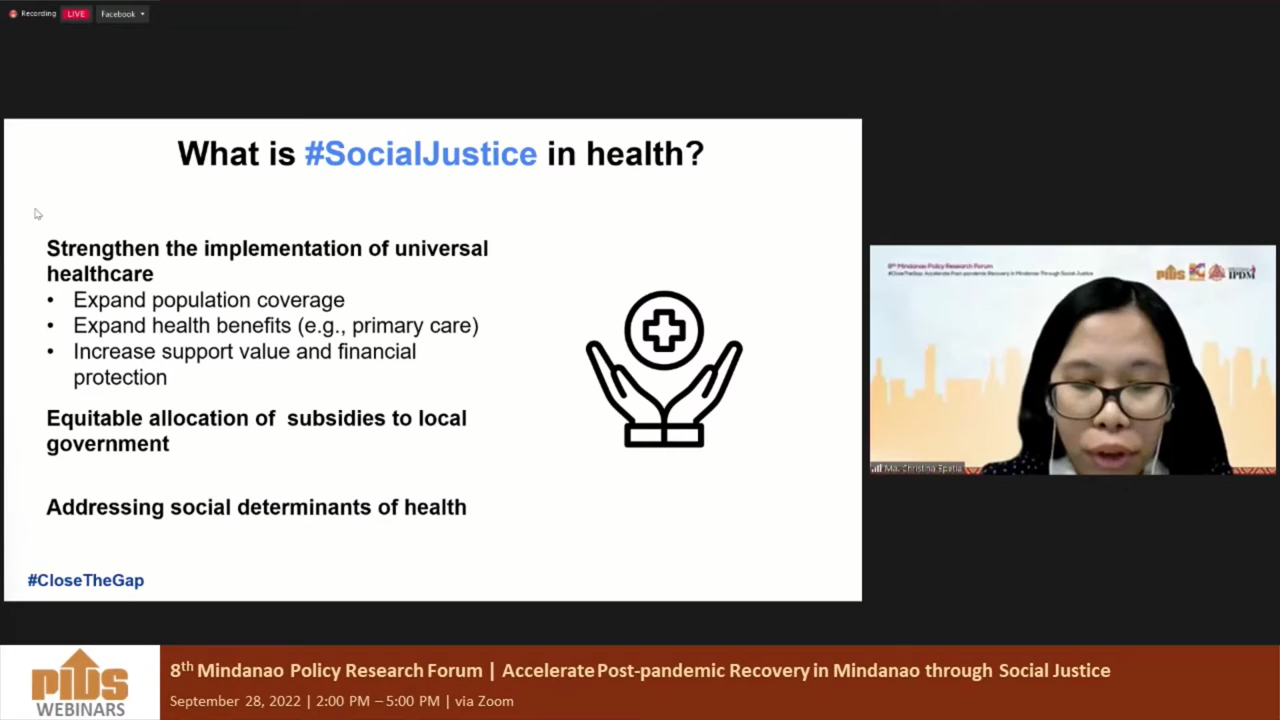 Recording LIVE Facebook
What is #SocialJustice in health?
Strengthen the implementation of universal
healthcare
• Expand population coverage
• Expand health benefits (e.g., primary care)
• Increase support value and financial
protection
Equitable allocation of subsidies to local
government
Addressing social determinants of health
#CloseTheGap
8th Mindanao Policy Research Forum
#CloseTheGap: Accelerate Post-pandemic Recovery in Mindanao Through Social Justice
PIDS
IPDM
Ma. Christina Epetia
PIDS
WEBINARS
8th Mindanao Policy Research Forum | Accelerate Post-pandemic Recovery in Mindanao through Social Justice
September 28, 2022 | 2:00 PM – 5:00 PM | via Zoom